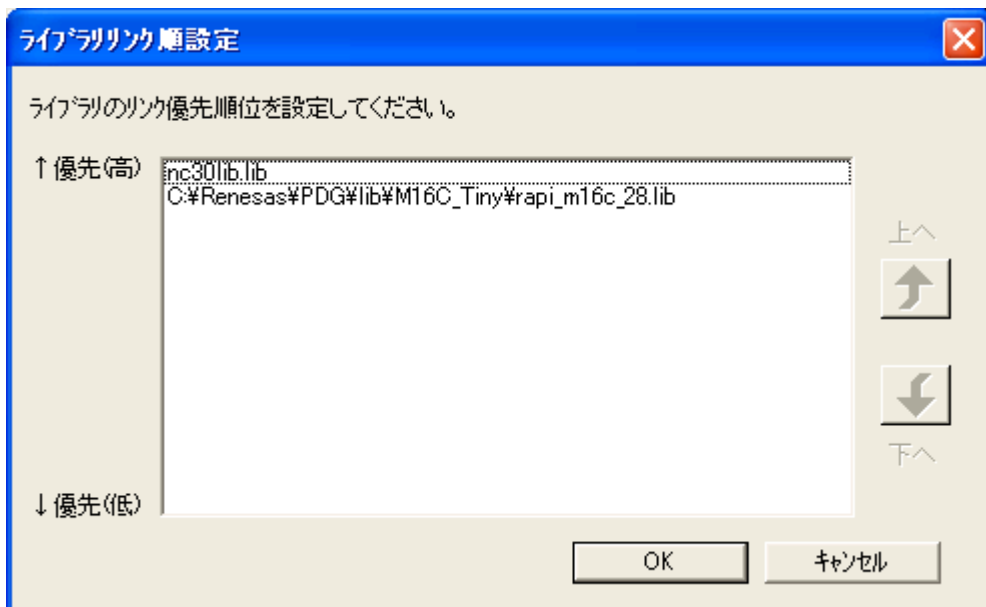 ﾗｲﾌﾞﾗﾘリンク順設定
ﾗｲﾌﾞﾗﾘのリンク優先順位を設定してください。
↑優先(高)
nc30lib.lib
C:¥Renesas¥PDG¥lib¥M16C_Tiny¥rapi_m16c_28.lib
上へ
下へ
↓優先(低)
OK
ｷｬﾝｾﾙ